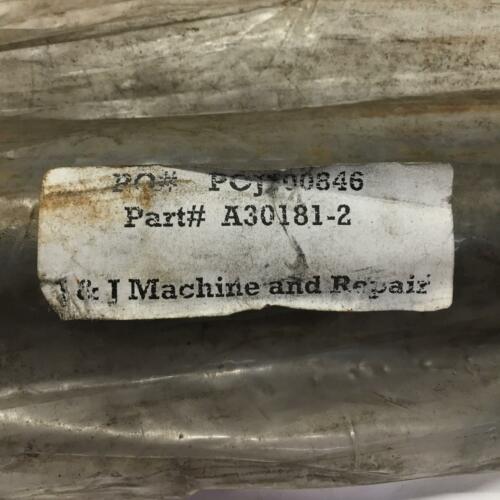 PO#
Part# A30181-2
& J Machine and Repair